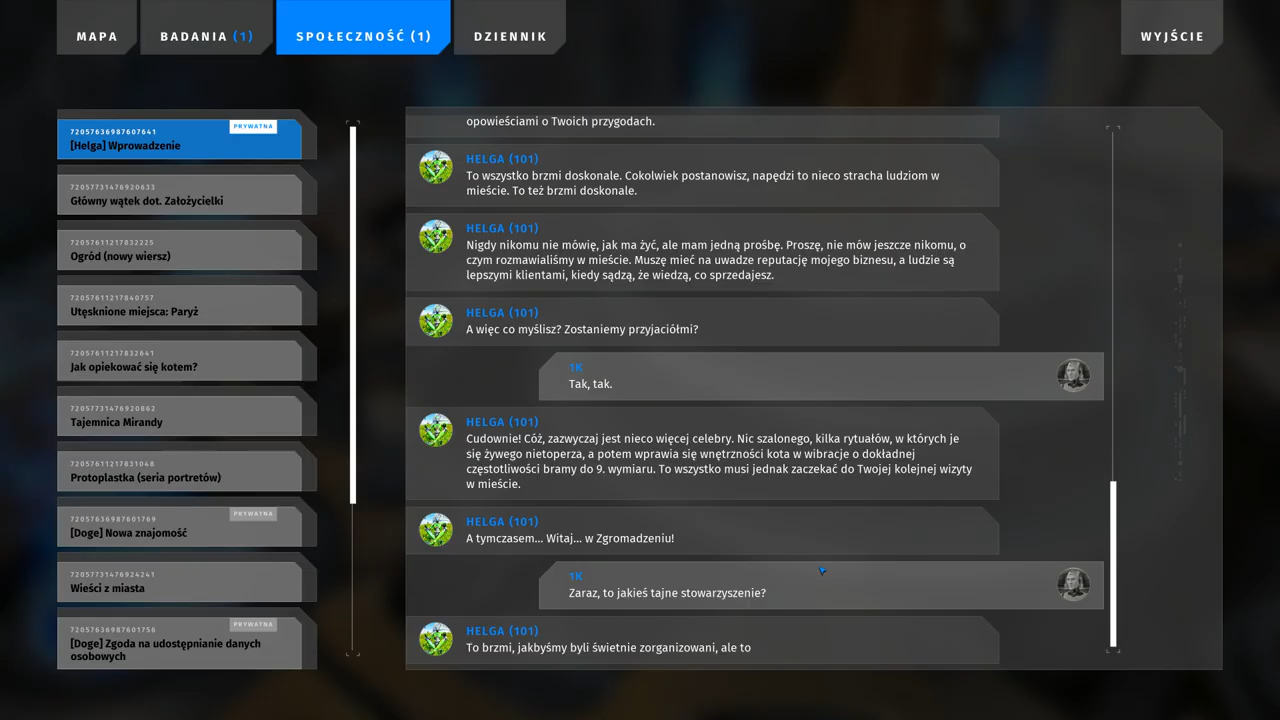 MAPA
BADANIA (1)
SPOŁECZNOŚĆ (1)
DZIENNIK
WYJŚCIE
72057636987607641
PRYWATNA
[Helga] Wprowadzenie
72057731476920633
Główny wątek dot. Założycielki
72057611217832225
Ogród (nowy wiersz)
72057611217840757
Utęsknione miejsca: Paryż
72057611217832641
Jak opiekować się kotem?
72057731476920862
Tajemnica Mirandy
72057611217831048
Protoplastka (seria portretów)
72057636987601769
PRYWATNA
[Doge] Nowa znajomość
72057731476924241
Wieści z miasta
72057636987601756
PRYWATNA
[Doge] Zgoda na udostępnianie danych
osobowych
opowieściami o Twoich przygodach.
HELGA (101)
To wszystko brzmi doskonale. Cokolwiek postanowisz, napędzi to nieco stracha ludziom w
mieście. To też brzmi doskonale.
HELGA (101)
Nigdy nikomu nie mówię, jak ma żyć, ale mam jedną prośbę. Proszę, nie mów jeszcze nikomu, o
czym rozmawialiśmy w mieście. Muszę mieć na uwadze reputację mojego biznesu, a ludzie są
lepszymi klientami, kiedy sądzą, że wiedzą, co sprzedajesz.
HELGA (101)
A więc co myślisz? Zostaniemy przyjaciółmi?
1K
Tak, tak.
HELGA (101)
Cudownie! Cóż, zazwyczaj jest nieco więcej celebry. Nic szalonego, kilka rytuałów, w których je
się żywego nietoperza, a potem wprawia się wnętrzności kota w wibracje o dokładnej
częstotliwości bramy do 9. wymiaru. To wszystko musi jednak zaczekać do Twojej kolejnej wizyty
w mieście.
HELGA (101)
A tymczasem... Witaj... w Zgromadzeniu!
1K
Zaraz, to jakieś tajne stowarzyszenie?
HELGA (101)
To brzmi, jakbyśmy byli świetnie zorganizowani, ale to